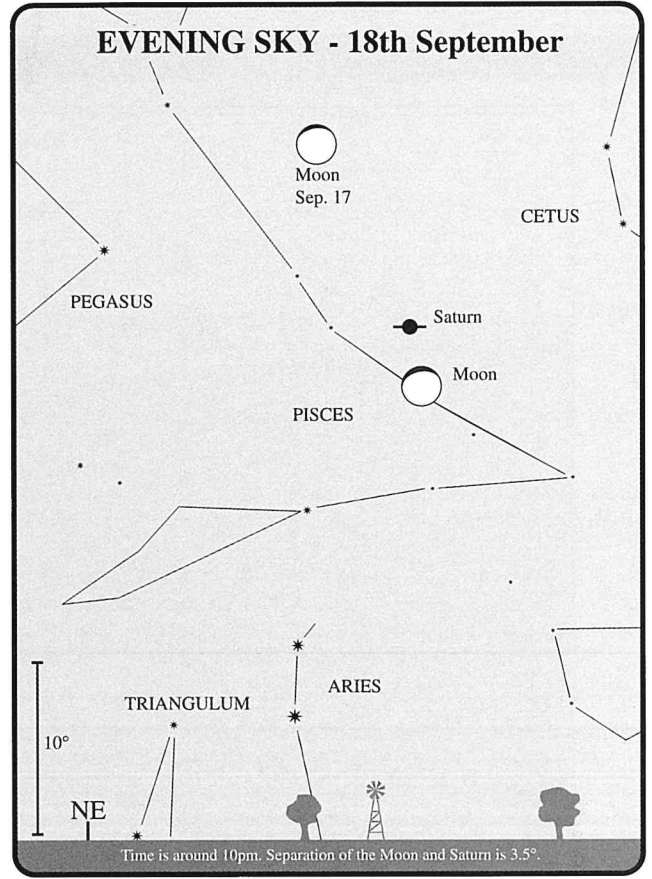 EVENING SKY - 18th September
Moon
Sep. 17
CETUS
PEGASUS
Saturn
Moon
PISCES
ARIES
TRIANGULUM
10°
NE
Time is around 10pm. Separation of the Moon and Saturn is 3.5°.